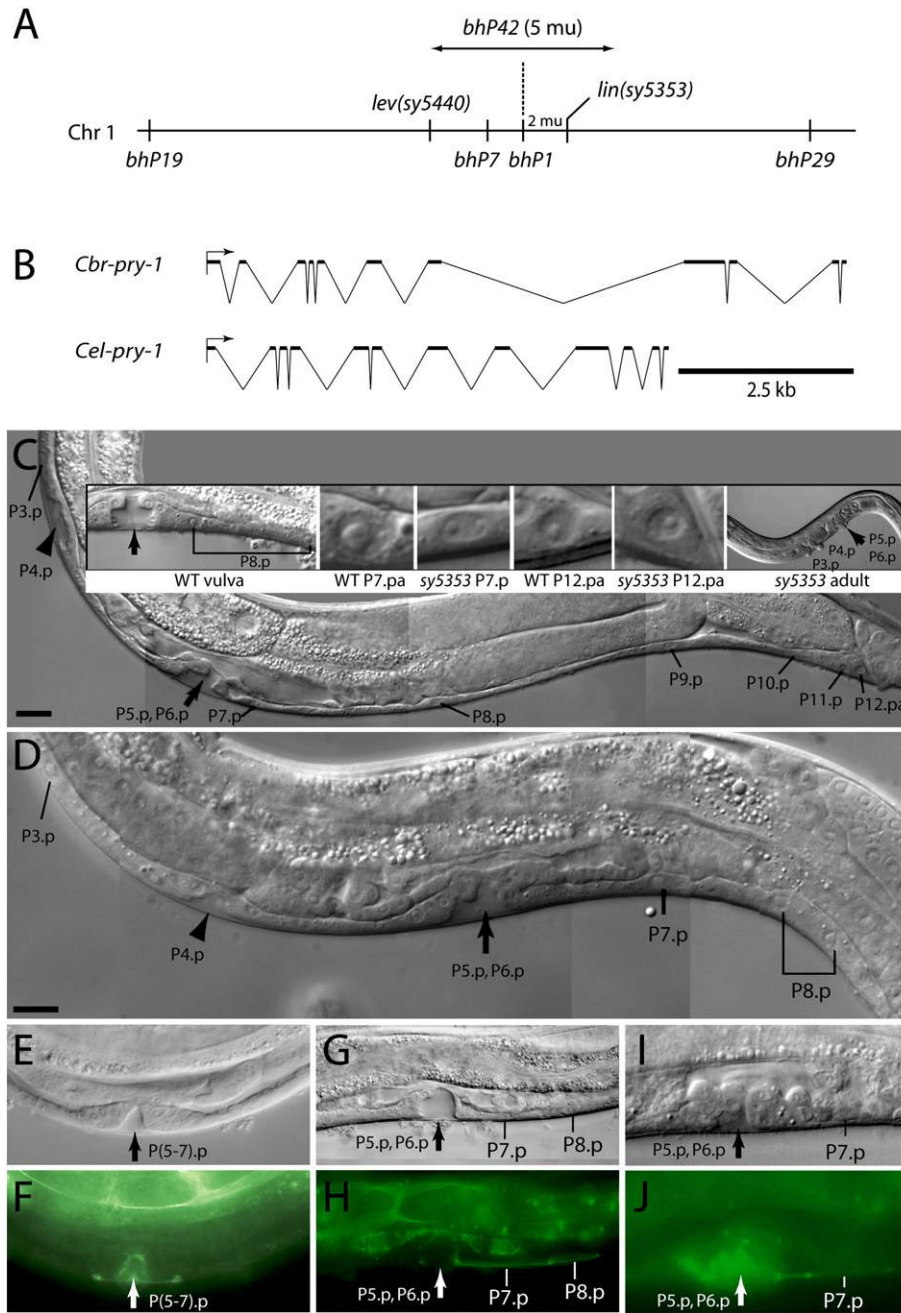 A
bhP42 (5 mu)
lev(sy5440)
2 mu
lin(sy5353)
Chr 1
bhP19
bhP7
bhP1
bhP29
B
Cbr-pry-1
Cel-pry-1
2.5 kb
C
P3.p
P4.p
P8.p
P5.p
P4.p
P6.p
P3.p
WT vulva
WT P7.pa
sy5353 P7.p
WT P12.pa
sy5353 P12.pa
sy5353 adult
P5.p, P6.p
P7.p
P8.p
P9.p
P10.p
P11.p
P12.pa
D
P3.p
P4.p
P5.p, P6.p
P7.p
P8.p
E
P(5-7).p
G
P5.p, P6.p
P7.p
P8.p
I
P5.p, P6.p
P7.p
F
P(5-7).p
H
P5.p, P6.p
P7.p
P8.p
J
P5.p, P6.p
P7.p